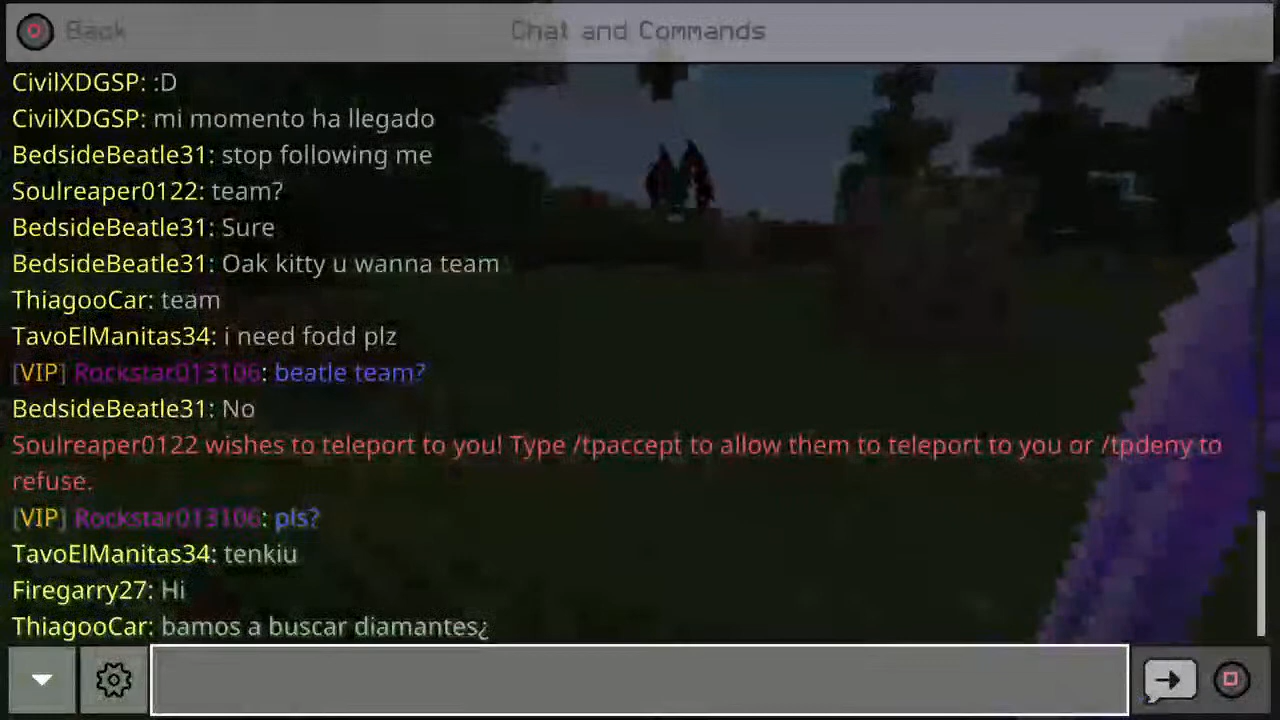 Back
Chat and Commands
CivilXDGSP: :D
CivilXDGSP: mi momento ha llegado
BedsideBeatle31: stop following me
Soulreaper0122: team?
BedsideBeatle31: Sure
BedsideBeatle31: Oak kitty u wanna team
ThiagooCar: team
TavoElManitas34: i need fodd plz
[VIP] Rockstar013106: beatle team?
BedsideBeatle31: No
Soulreaper0122 wishes to teleport to you! Type /tpaccept to allow them to teleport to you or /tpdeny to
refuse.
[VIP] Rockstar013106: pls?
TavoElManitas34: tenkiu
Firegarry27: Hi
ThiagooCar: bamos a buscar diamantes¿